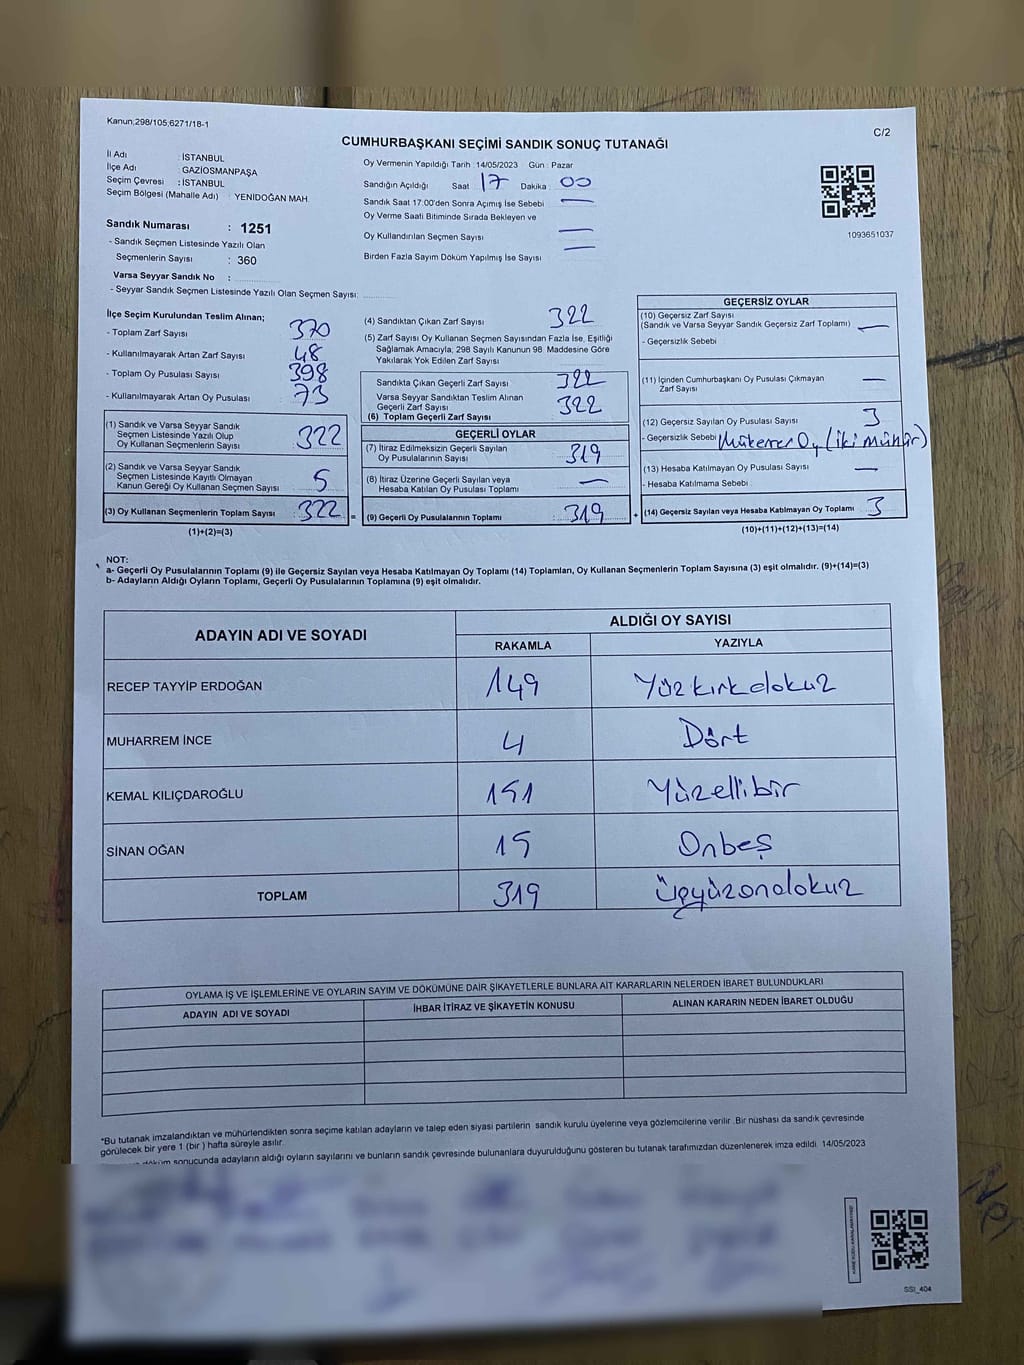 Kanun;298/105,6271/18-1
C/2
CUMHURBAŞKANI SEÇİMİ SANDIK SONUÇ TUTANAĞI
İl Adı : İSTANBUL
İlçe Adı : GAZİOSMANPAŞA
Seçim Çevresi : İSTANBUL
Seçim Bölgesi (Mahalle Adı) : YENİDOĞAN MAH.
Sandık Numarası : 1251
- Sandık Seçmen Listesinde Yazılı Olan
Seçmenlerin Sayısı : 360
Varsa Seyyar Sandık No :
- Seyyar Sandık Seçmen Listesinde Yazılı Olan Seçmen Sayısı:
Oy Vermenin Yapıldığı Tarih : 14/05/2023 Gün : Pazar
Sandığın Açıldığı Saat 17 Dakika : 00
Sandık Saat 17:00'den Sonra Açımış İse Sebebi —
Oy Verme Saati Bitiminde Sırada Bekleyen ve
Oy Kullandırılan Seçmen Sayısı —
Birden Fazla Sayım Döküm Yapılmış İse Sayısı —
1093651037
İlçe Seçim Kurulundan Teslim Alınan;
- Toplam Zarf Sayısı 370
- Kullanılmayarak Artan Zarf Sayısı 48
- Toplam Oy Pusulası Sayısı 398
- Kullanılmayarak Artan Oy Pusulası 73
(1) Sandık ve Varsa Seyyar Sandık
Seçmen Listesinde Yazılı Olup
Oy Kullanan Seçmenlerin Sayısı 322
(2) Sandık ve Varsa Seyyar Sandık
Seçmen Listesinde Kayıtlı Olmayan
Kanun Gereği Oy Kullanan Seçmen Sayısı 5
(3) Oy Kullanan Seçmenlerin Toplam Sayısı 322 =
(1)+(2)=(3)
(4) Sandıktan Çıkan Zarf Sayısı 322
(5) Zarf Sayısı Oy Kullanan Seçmen Sayısından Fazla İse, Eşitliği
Sağlamak Amacıyla; 298 Sayılı Kanunun 98. Maddesine Göre
Yakılarak Yok Edilen Zarf Sayısı
Sandıkta Çıkan Geçerli Zarf Sayısı 322
Varsa Seyyar Sandıktan Teslim Alınan
Geçerli Zarf Sayısı 322
(6) Toplam Geçerli Zarf Sayısı
GEÇERLİ OYLAR
(7) İtiraz Edilmeksizin Geçerli Sayılan
Oy Pusulalarının Sayısı 319
(8) İtiraz Üzerine Geçerli Sayılan veya
Hesaba Katılan Oy Pusulası Toplamı —
(9) Geçerli Oy Pusulalarının Toplamı 319 +
GEÇERSİZ OYLAR
(10) Geçersiz Zarf Sayısı
(Sandık ve Varsa Seyyar Sandık Geçersiz Zarf Toplamı) —
- Geçersizlik Sebebi
(11) İçinden Cumhurbaşkanı Oy Pusulası Çıkmayan
Zarf Sayısı —
(12) Geçersiz Sayılan Oy Pusulası Sayısı 3
- Geçersizlik Sebebi Mükerrer Oy (iki mühür)
(13) Hesaba Katılmayan Oy Pusulası Sayısı —
- Hesaba Katılmama Sebebi
(14) Geçersiz Sayılan veya Hesaba Katılmayan Oy Toplamı 3
(10)+(11)+(12)+(13)=(14)
NOT:
a- Geçerli Oy Pusulalarının Toplamı (9) ile Geçersiz Sayılan veya Hesaba Katılmayan Oy Toplamı (14) Toplamları, Oy Kullanan Seçmenlerin Toplam Sayısına (3) eşit olmalıdır. (9)+(14)=(3)
b- Adayların Aldığı Oyların Toplamı, Geçerli Oy Pusulalarının Toplamına (9) eşit olmalıdır.
ADAYIN ADI VE SOYADI ALDIĞI OY SAYISI
RAKAMLA YAZIYLA
RECEP TAYYİP ERDOĞAN 149 Yüzkırkdokuz
MUHARREM İNCE 4 Dört
KEMAL KILIÇDAROĞLU 151 Yüzellibir
SİNAN OĞAN 15 Onbeş
TOPLAM 319 Üçyüzondokuz
OYLAMA İŞ VE İŞLEMLERİNE VE OYLARIN SAYIM VE DÖKÜMÜNE DAİR ŞİKAYETLERLE BUNLARA AİT KARARLARIN NELERDEN İBARET BULUNDUKLARI
ADAYIN ADI VE SOYADI İHBAR İTİRAZ VE ŞİKAYETİN KONUSU ALINAN KARARIN NEDEN İBARET OLDUĞU
*Bu tutanak imzalandıktan ve mühürlendikten sonra seçime katılan adayların ve talep eden siyasi partilerin sandık kurulu üyelerine veya gözlemcilerine verilir. Bir nüshası da sandık çevresinde
görülecek bir yere 1 (bir ) hafta süreyle asılır.
döküm sonucunda adayların aldığı oyların sayılarını ve bunların sandık çevresinde bulunanlara duyurulduğunu gösteren bu tutanak tarafımızdan düzenlenerek imza edildi. 14/05/2023
SSI_404